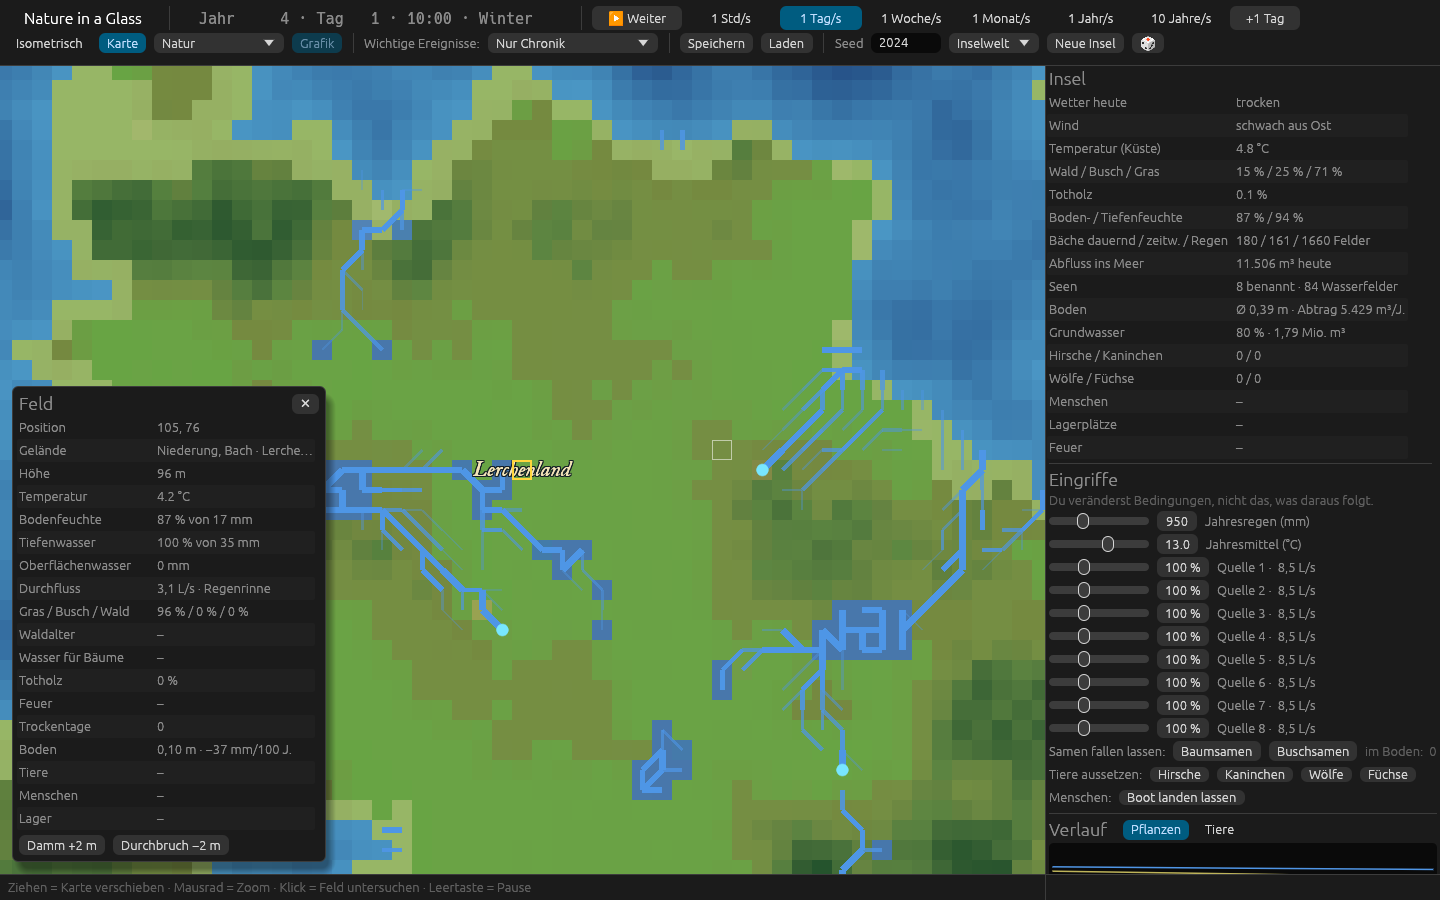 Nature in a Glass
Jahr 4 · Tag 1 · 10:00 · Winter
Weiter
1 Std/s
1 Tag/s
1 Woche/s
1 Monat/s
1 Jahr/s
10 Jahre/s
+1 Tag
Isometrisch
Karte
Natur
Grafik
Wichtige Ereignisse:
Nur Chronik
Speichern
Laden
Seed
2024
Inselwelt
Neue Insel
Lerchenland
Feld
✕
Position 105, 76
Gelände Niederung, Bach · Lerche...
Höhe 96 m
Temperatur 4.2 °C
Bodenfeuchte 87 % von 17 mm
Tiefenwasser 100 % von 35 mm
Oberflächenwasser 0 mm
Durchfluss 3,1 L/s · Regenrinne
Gras / Busch / Wald 96 % / 0 % / 0 %
Waldalter –
Wasser für Bäume –
Totholz 0 %
Feuer –
Trockentage 0
Boden 0,10 m · −37 mm/100 J.
Tiere –
Menschen –
Lager –
Damm +2 m
Durchbruch −2 m
Insel
Wetter heute trocken
Wind schwach aus Ost
Temperatur (Küste) 4.8 °C
Wald / Busch / Gras 15 % / 25 % / 71 %
Totholz 0.1 %
Boden- / Tiefenfeuchte 87 % / 94 %
Bäche dauernd / zeitw. / Regen 180 / 161 / 1660 Felder
Abfluss ins Meer 11.506 m³ heute
Seen 8 benannt · 84 Wasserfelder
Boden Ø 0,39 m · Abtrag 5.429 m³/J.
Grundwasser 80 % · 1,79 Mio. m³
Hirsche / Kaninchen 0 / 0
Wölfe / Füchse 0 / 0
Menschen –
Lagerplätze –
Feuer –
Eingriffe
Du veränderst Bedingungen, nicht das, was daraus folgt.
950 Jahresregen (mm)
13.0 Jahresmittel (°C)
100 % Quelle 1 · 8,5 L/s
100 % Quelle 2 · 8,5 L/s
100 % Quelle 3 · 8,5 L/s
100 % Quelle 4 · 8,5 L/s
100 % Quelle 5 · 8,5 L/s
100 % Quelle 6 · 8,5 L/s
100 % Quelle 7 · 8,5 L/s
100 % Quelle 8 · 8,5 L/s
Samen fallen lassen: Baumsamen Buschsamen im Boden: 0
Tiere aussetzen: Hirsche Kaninchen Wölfe Füchse
Menschen: Boot landen lassen
Verlauf Pflanzen Tiere
Ziehen = Karte verschieben · Mausrad = Zoom · Klick = Feld untersuchen · Leertaste = Pause